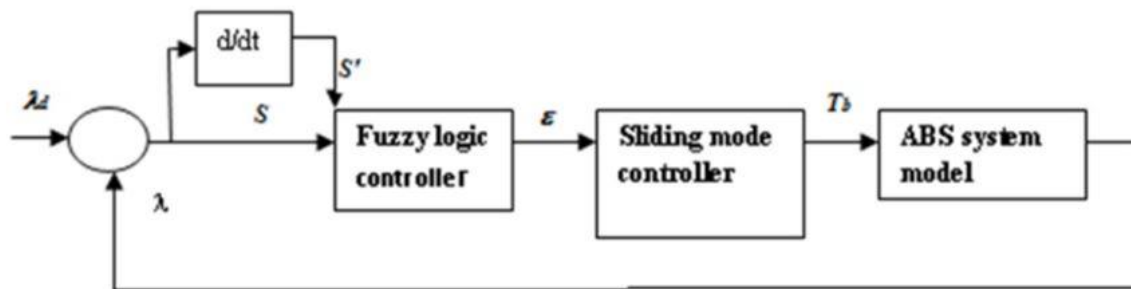 d/dt
S'
λd
S
Fuzzy logic
controller
ε
Sliding mode
controller
Tb
ABS system
model
λ